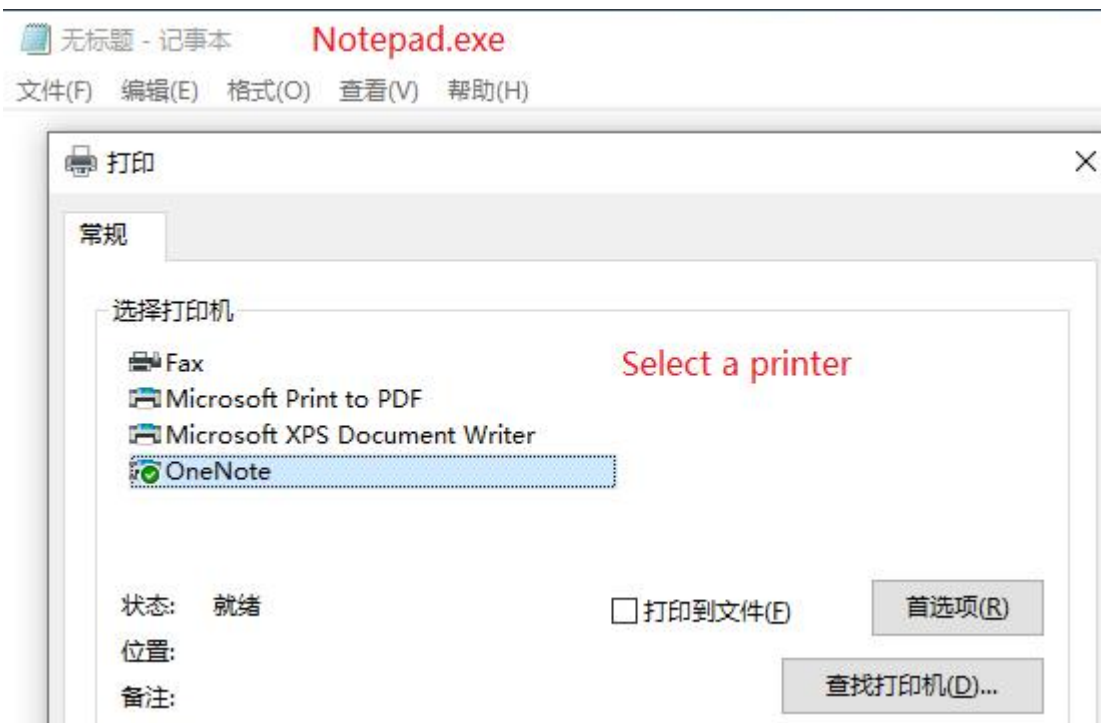 无标题 - 记事本 Notepad.exe
文件(F) 编辑(E) 格式(O) 查看(V) 帮助(H)
打印
常规
选择打印机
Fax
Select a printer
Microsoft Print to PDF
Microsoft XPS Document Writer
OneNote
状态: 就绪
打印到文件(F)
首选项(R)
位置:
查找打印机(D)...
备注: